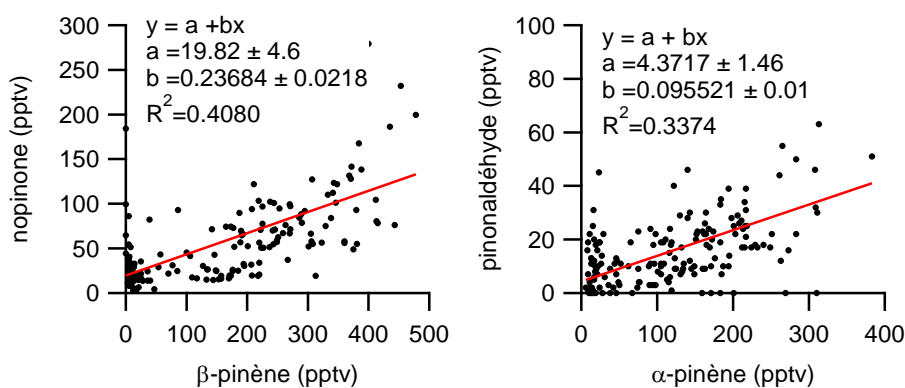 y = a +bx
a =19.82 ± 4.6
b =0.23684 ± 0.0218
R²=0.4080
nopinone (pptv)
300
250
200
150
100
50
0
0 100 200 300 400 500
β-pinène (pptv)
y = a + bx
a =4.3717 ± 1.46
b =0.095521 ± 0.01
R²=0.3374
pinonaldéhyde (pptv)
100
80
60
40
20
0
0 100 200 300 400
α-pinène (pptv)